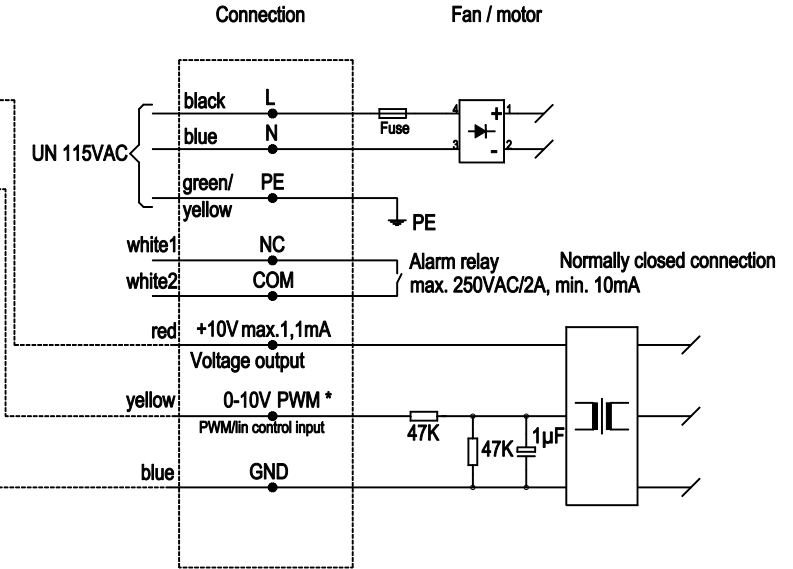 Connection
Fan / motor
black L
Fuse
4 + 1
UN 115VAC
blue N
3 - 2
green/ PE
yellow
PE
white1 NC
Alarm relay Normally closed connection
white2 COM
max. 250VAC/2A, min. 10mA
red +10V max.1,1mA
Voltage output
yellow 0-10V PWM *
PWM/lin control input
47K
47K
1µF
blue GND